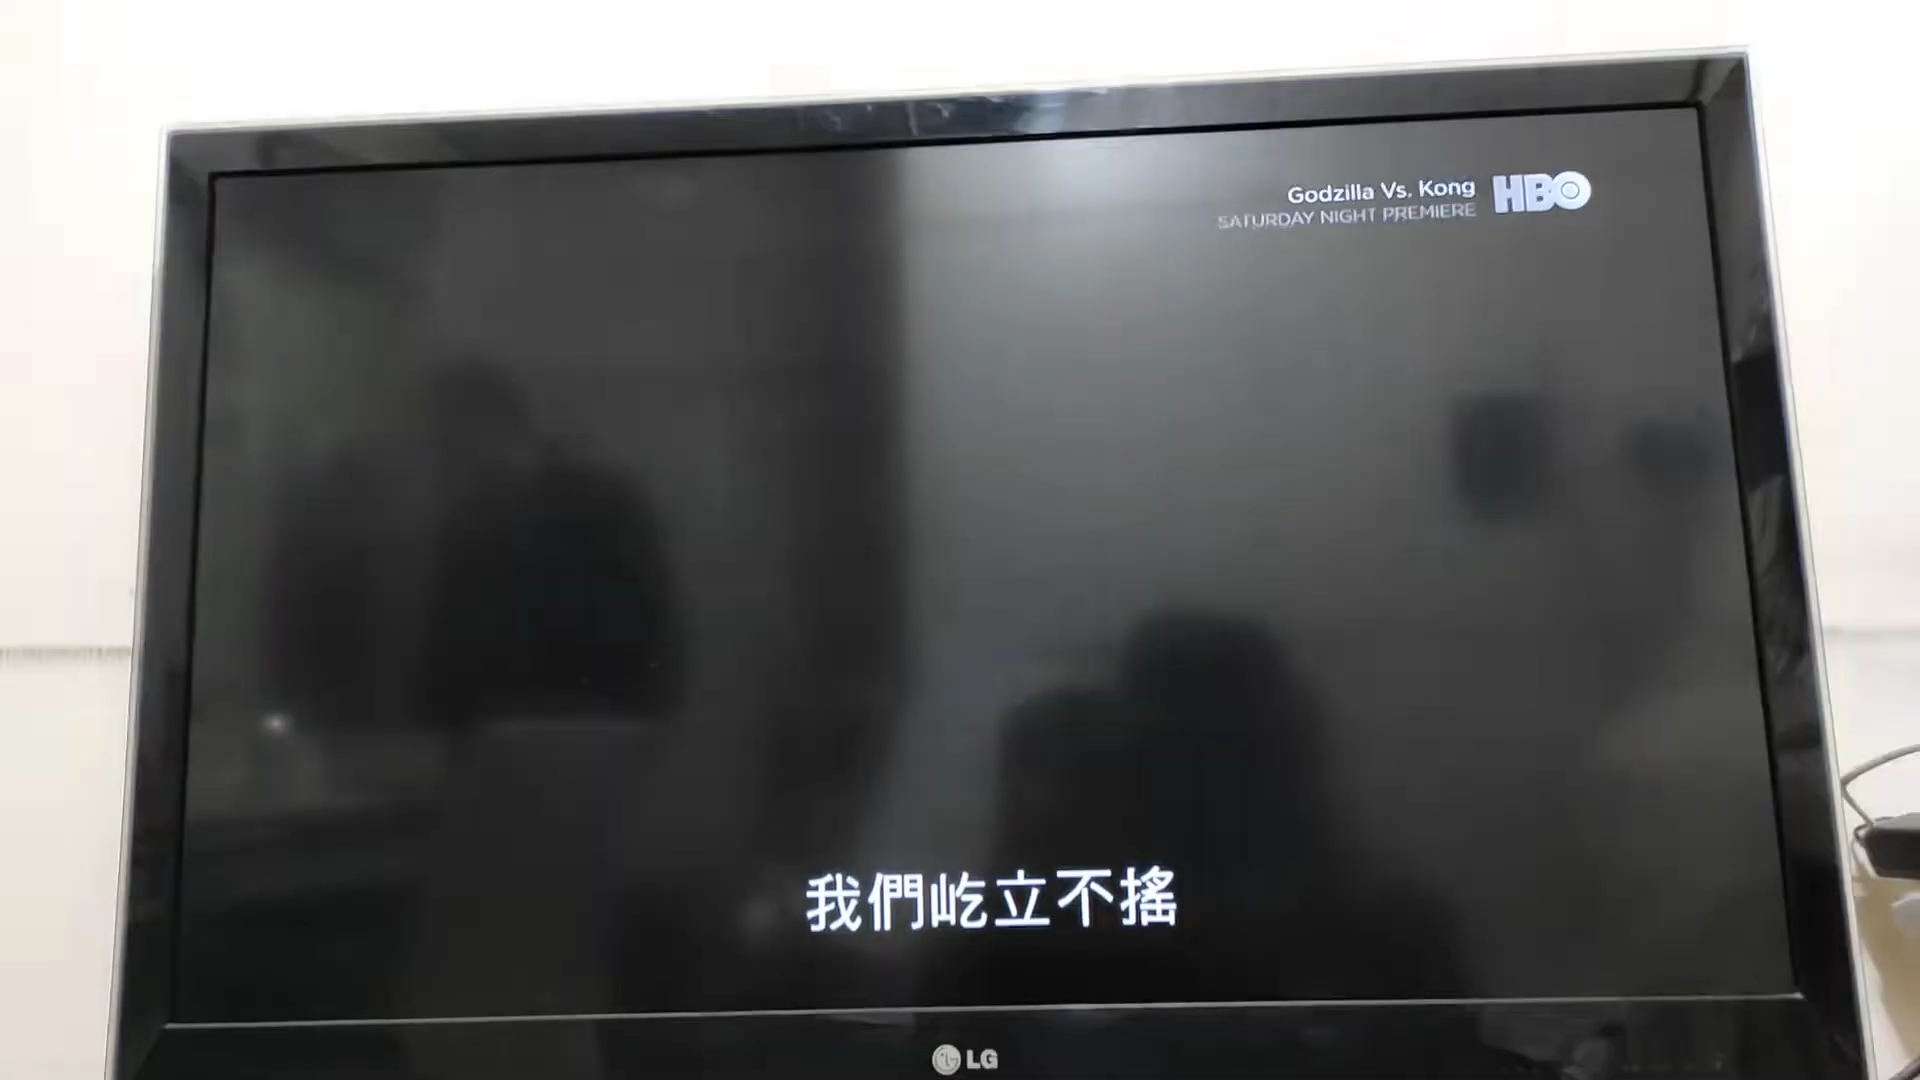 Godzilla Vs. Kong
SATURDAY NIGHT PREMIERE
HBO
我們屹立不搖
LG